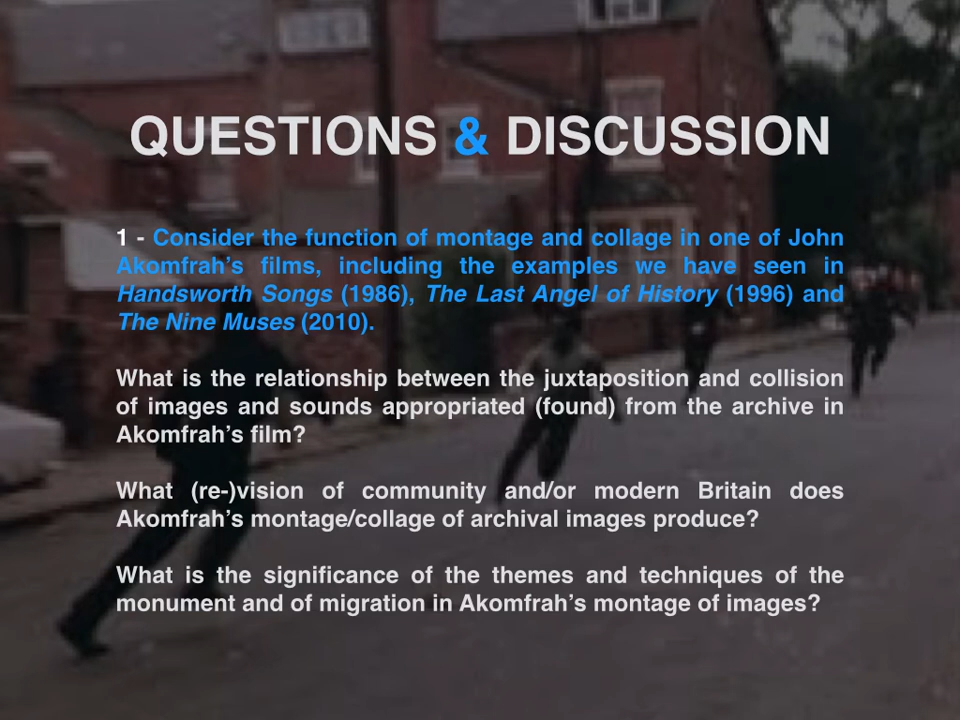 QUESTIONS & DISCUSSION
1 - Consider the function of montage and collage in one of John
Akomfrah’s films, including the examples we have seen in
Handsworth Songs (1986), The Last Angel of History (1996) and
The Nine Muses (2010).
What is the relationship between the juxtaposition and collision
of images and sounds appropriated (found) from the archive in
Akomfrah’s film?
What (re-)vision of community and/or modern Britain does
Akomfrah’s montage/collage of archival images produce?
What is the significance of the themes and techniques of the
monument and of migration in Akomfrah’s montage of images?